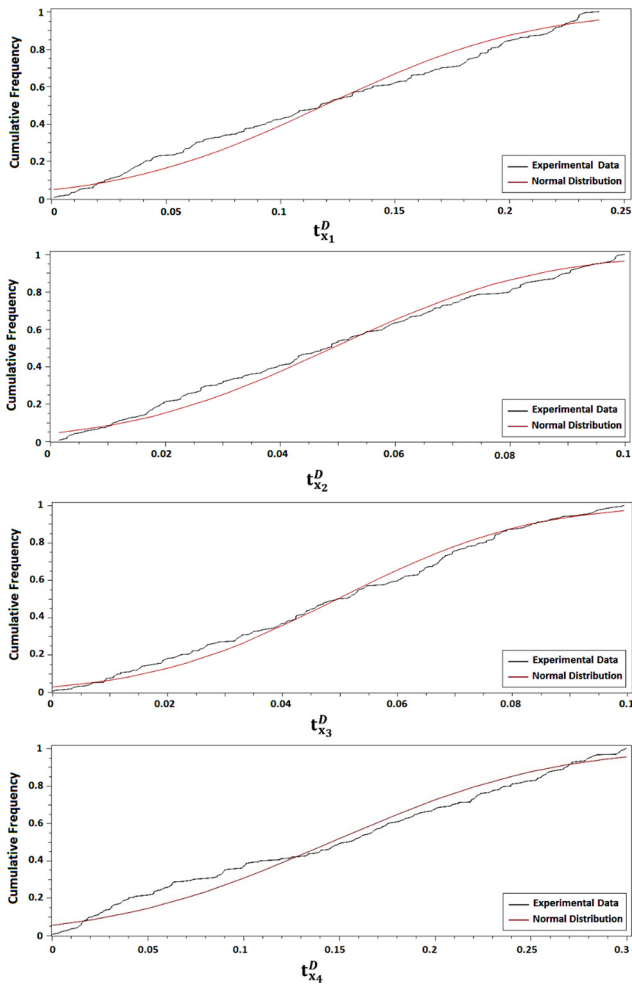 Cumulative Frequency
1
0.8
0.6
0.4
0.2
0
Experimental Data
Normal Distribution
0 0.05 0.1 0.15 0.2 0.25
t_{x_1}^D
Cumulative Frequency
1
0.8
0.6
0.4
0.2
0
Experimental Data
Normal Distribution
0.02 0.04 0.06 0.08 0.1
t_{x_2}^D
Cumulative Frequency
1
0.8
0.6
0.4
0.2
0
Experimental Data
Normal Distribution
0 0.02 0.04 0.06 0.08 0.1
t_{x_3}^D
Cumulative Frequency
1
0.8
0.6
0.4
0.2
0
Experimental Data
Normal Distribution
0 0.05 0.1 0.15 0.2 0.25 0.3
t_{x_4}^D